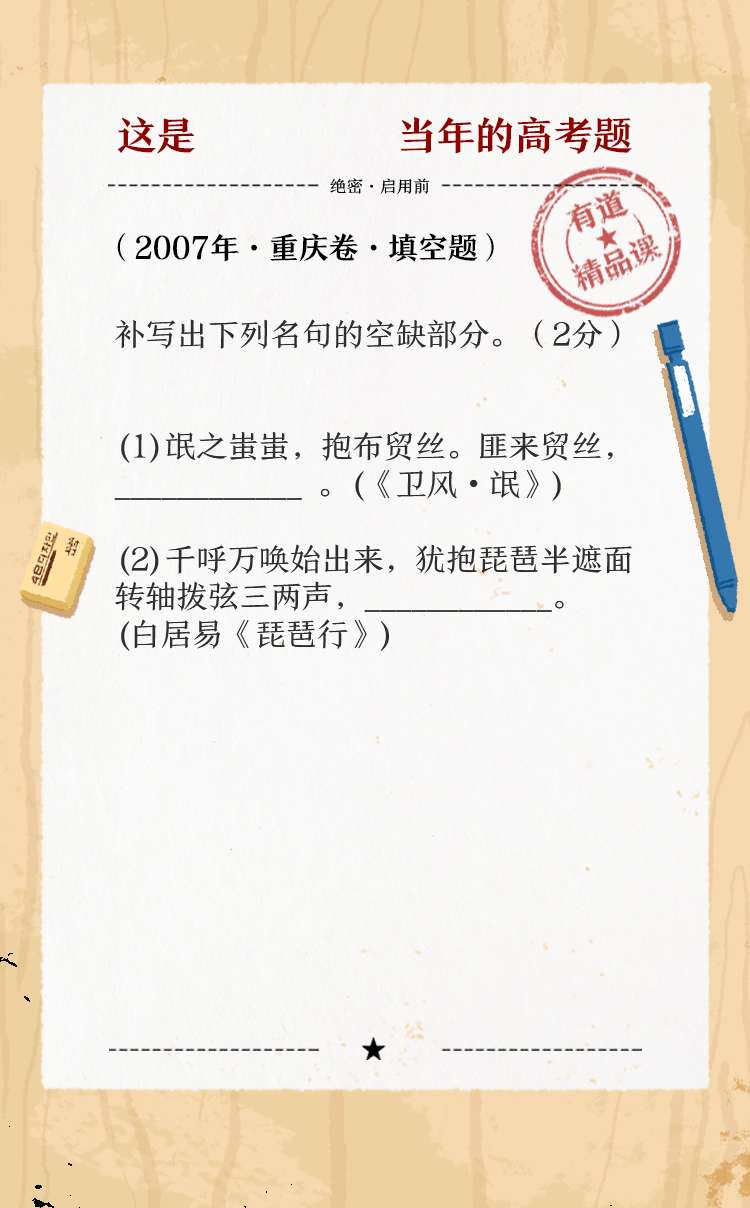 这是 当年的高考题
绝密·启用前
有道
精品课
（2007年·重庆卷·填空题）
补写出下列名句的空缺部分。（2分）
(1)氓之蚩蚩，抱布贸丝。匪来贸丝，
____________ 。(《卫风·氓》)
(2)千呼万唤始出来，犹抱琵琶半遮面
转轴拨弦三两声，____________。
(白居易《琵琶行》)